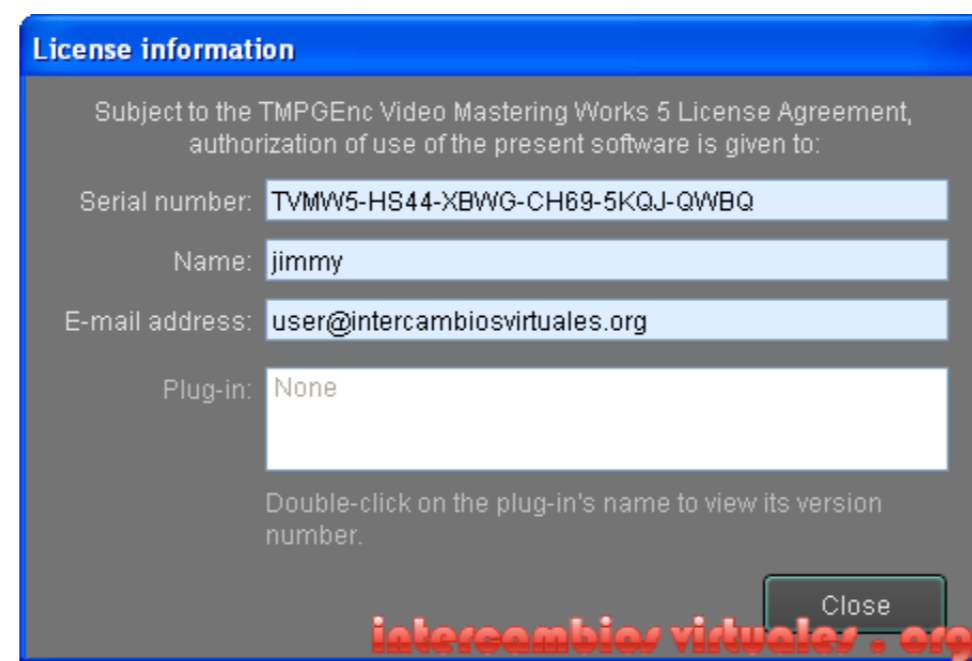 License information
Subject to the TMPGEnc Video Mastering Works 5 License Agreement,
authorization of use of the present software is given to:
Serial number: TVMW5-HS44-XBWG-CH69-5KQJ-QWBQ
Name: jimmy
E-mail address: user@intercambiosvirtuales.org
Plug-in: None
Double-click on the plug-in's name to view its version
number.
Close
intercambios virtuales . org